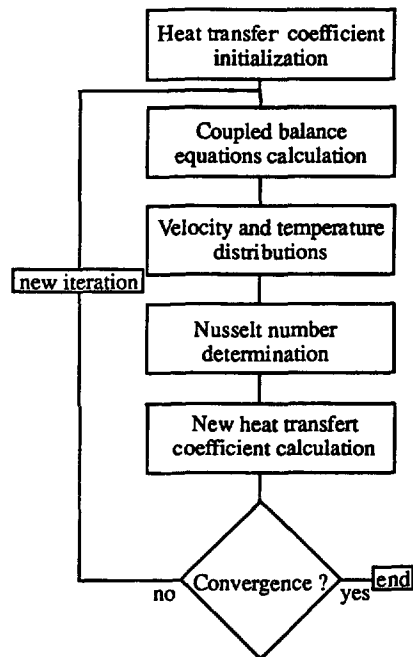 Heat transfer coefficient
initialization
Coupled balance
equations calculation
Velocity and temperature
distributions
new iteration
Nusselt number
determination
New heat transfert
coefficient calculation
Convergence ?
no
yes
end